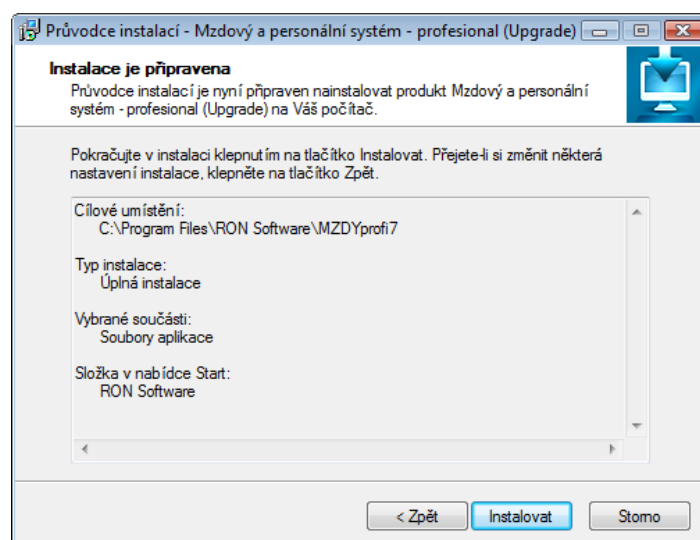 Průvodce instalací - Mzdový a personální systém - profesional (Upgrade)
Instalace je připravena
Průvodce instalací je nyní připraven nainstalovat produkt Mzdový a personální
systém - profesional (Upgrade) na Váš počítač.
Pokračujte v instalaci klepnutím na tlačítko Instalovat. Přejete-li si změnit některá
nastavení instalace, klepněte na tlačítko Zpět.
Cílové umístění:
C:\Program Files\RON Software\MZDYprofi7
Typ instalace:
Úplná instalace
Vybrané součásti:
Soubory aplikace
Složka v nabídce Start:
RON Software
< Zpět
Instalovat
Storno